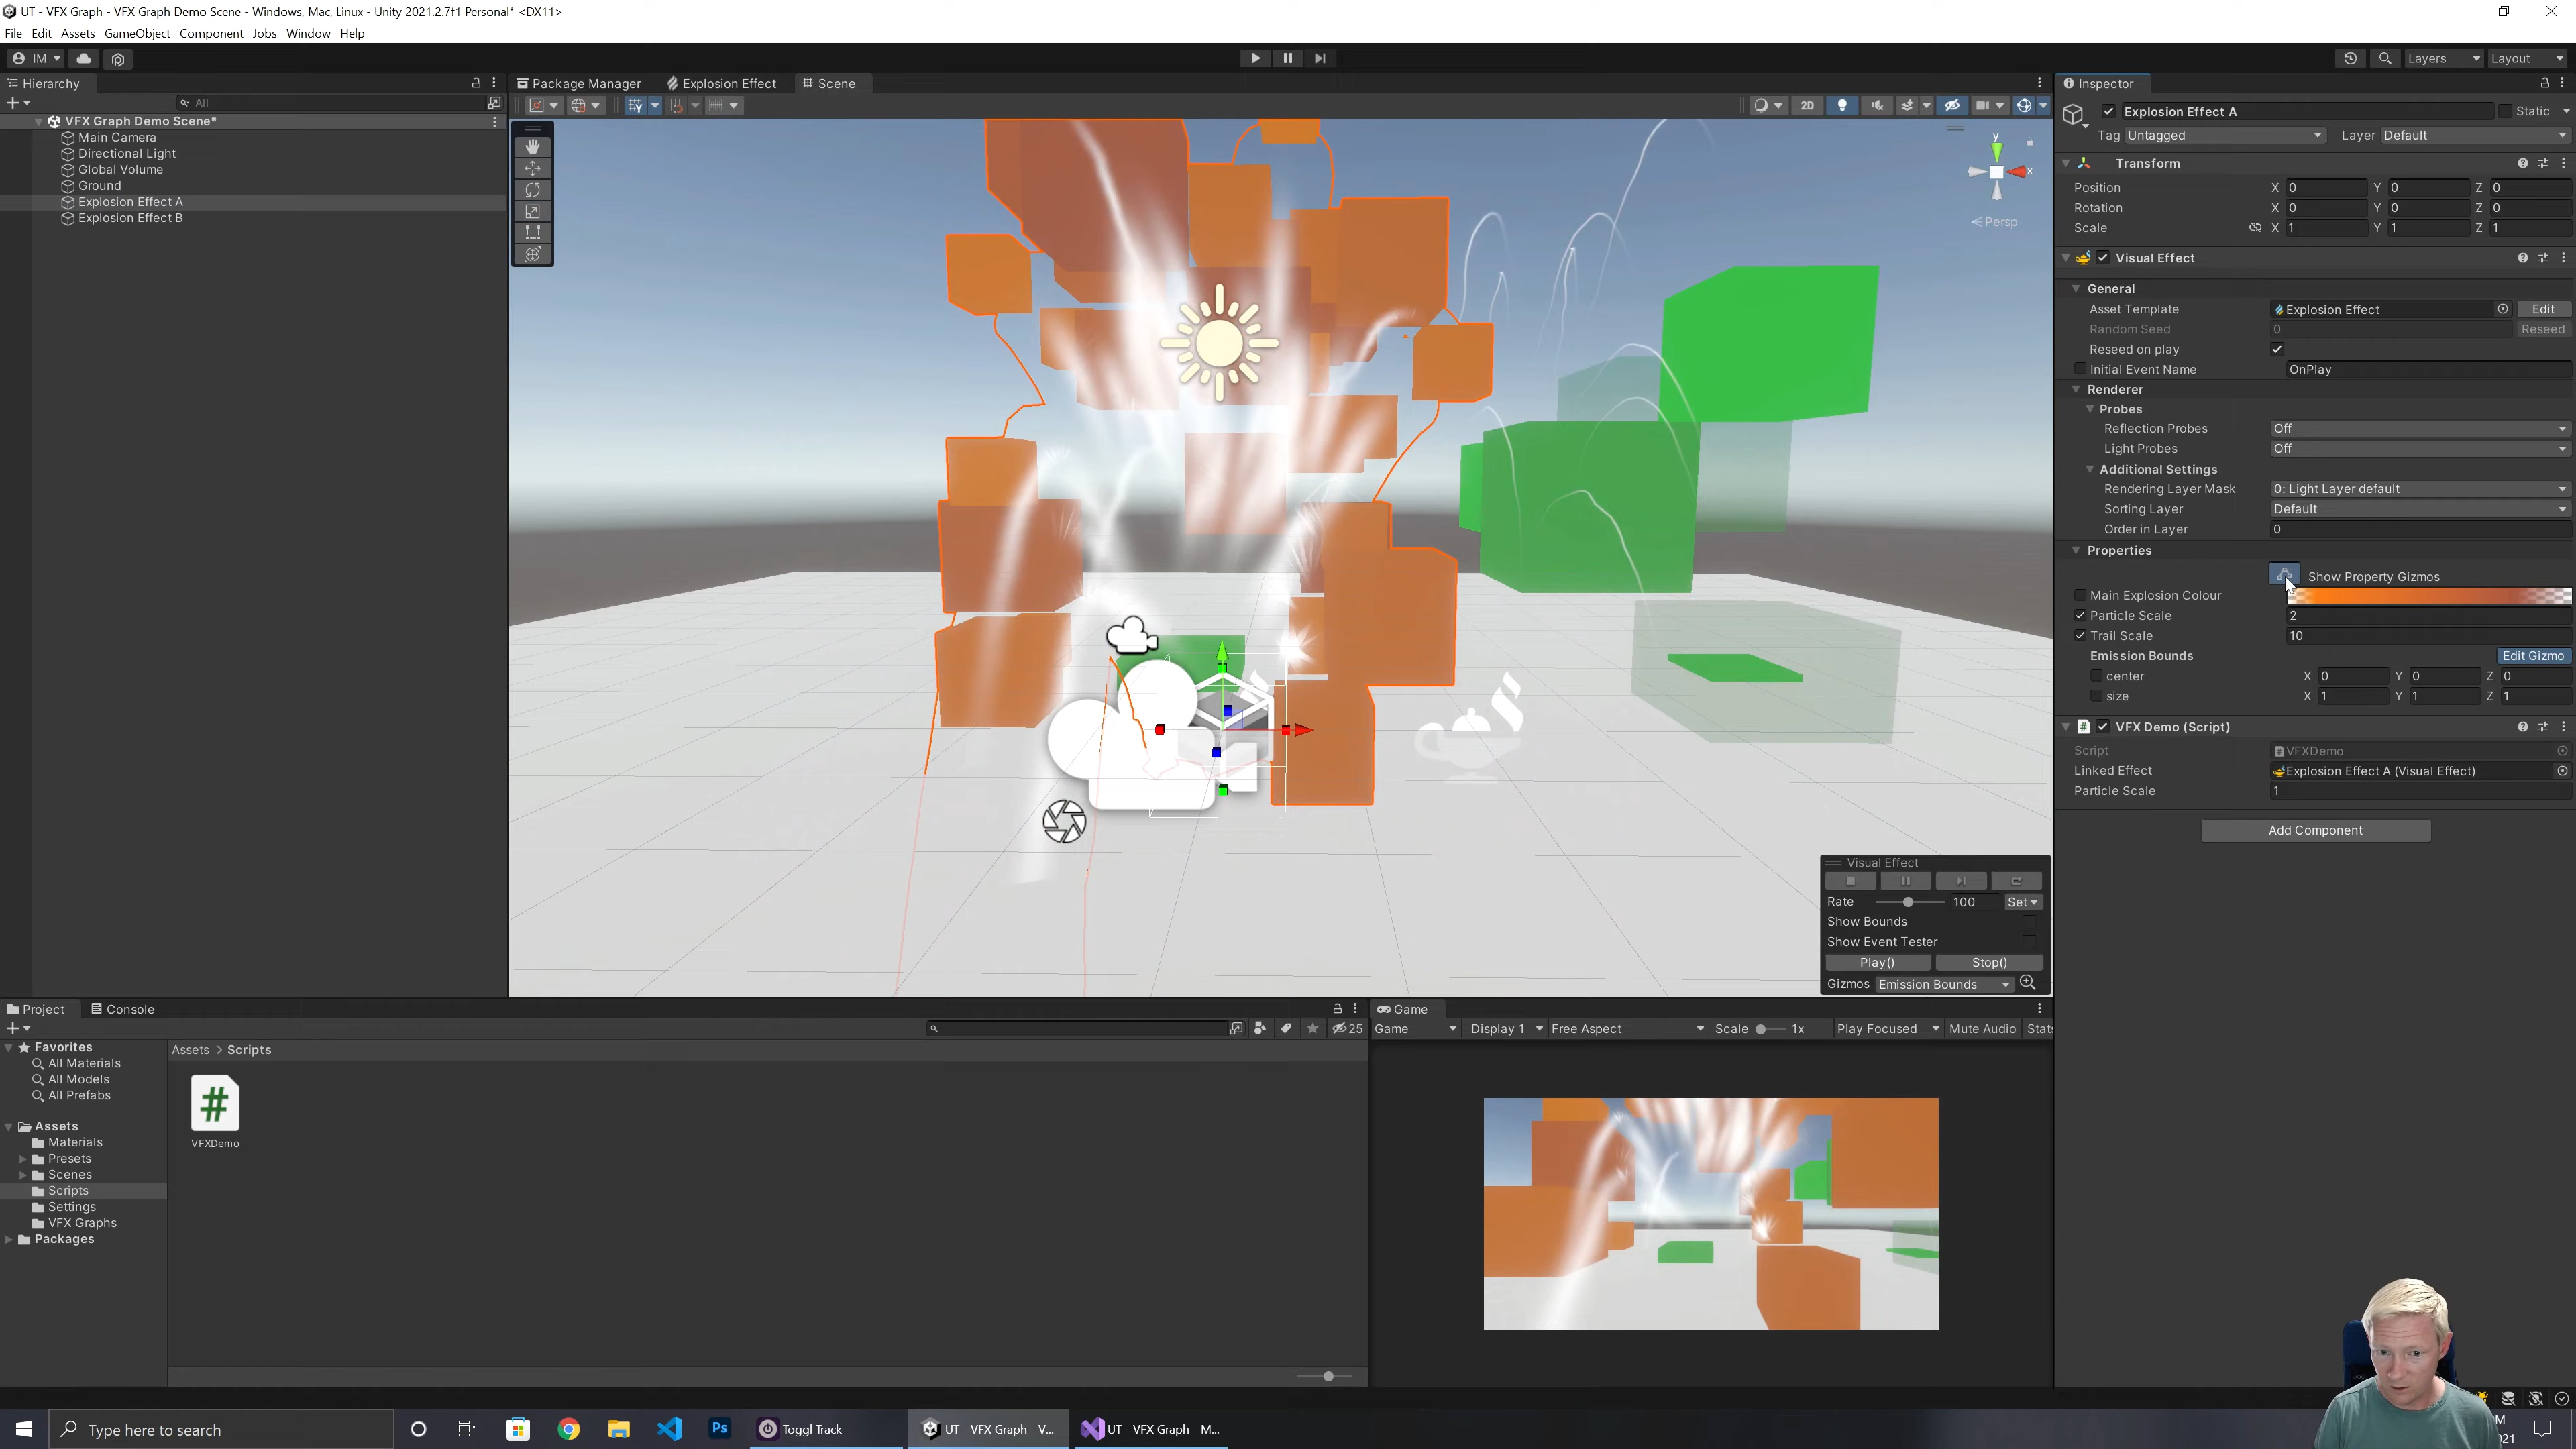 UT - VFX Graph - VFX Graph Demo Scene - Windows, Mac, Linux - Unity 2021.2.7f1 Personal* <DX11>
File Edit Assets GameObject Component Jobs Window Help
IM Layers Layout
Hierarchy
All
VFX Graph Demo Scene*
Main Camera
Directional Light
Global Volume
Ground
Explosion Effect A
Explosion Effect B
Package Manager Explosion Effect Scene
2D
y
x
Persp
Visual Effect
Rate 100 Set
Show Bounds
Show Event Tester
Play() Stop()
Gizmos Emission Bounds
Inspector
Explosion Effect A Static
Tag Untagged Layer Default
Transform
Position X 0 Y 0 Z 0
Rotation X 0 Y 0 Z 0
Scale X 1 Y 1 Z 1
Visual Effect
General
Asset Template Explosion Effect Edit
Random Seed 0 Reseed
Reseed on play
Initial Event Name OnPlay
Renderer
Probes
Reflection Probes Off
Light Probes Off
Additional Settings
Rendering Layer Mask 0: Light Layer default
Sorting Layer Default
Order in Layer 0
Properties
Show Property Gizmos
Main Explosion Colour
Particle Scale 2
Trail Scale 10
Emission Bounds Edit Gizmo
center X 0 Y 0 Z 0
size X 1 Y 1 Z 1
VFX Demo (Script)
Script VFXDemo
Linked Effect Explosion Effect A (Visual Effect)
Particle Scale 1
Add Component
Project Console
25
Favorites
All Materials
All Models
All Prefabs
Assets
Materials
Presets
Scenes
Scripts
Settings
VFX Graphs
Packages
Assets > Scripts
#
VFXDemo
Game
Game Display 1 Free Aspect Scale 1x Play Focused Mute Audio Stats
Type here to search
Ps
Toggl Track
UT - VFX Graph - V...
UT - VFX Graph - M...